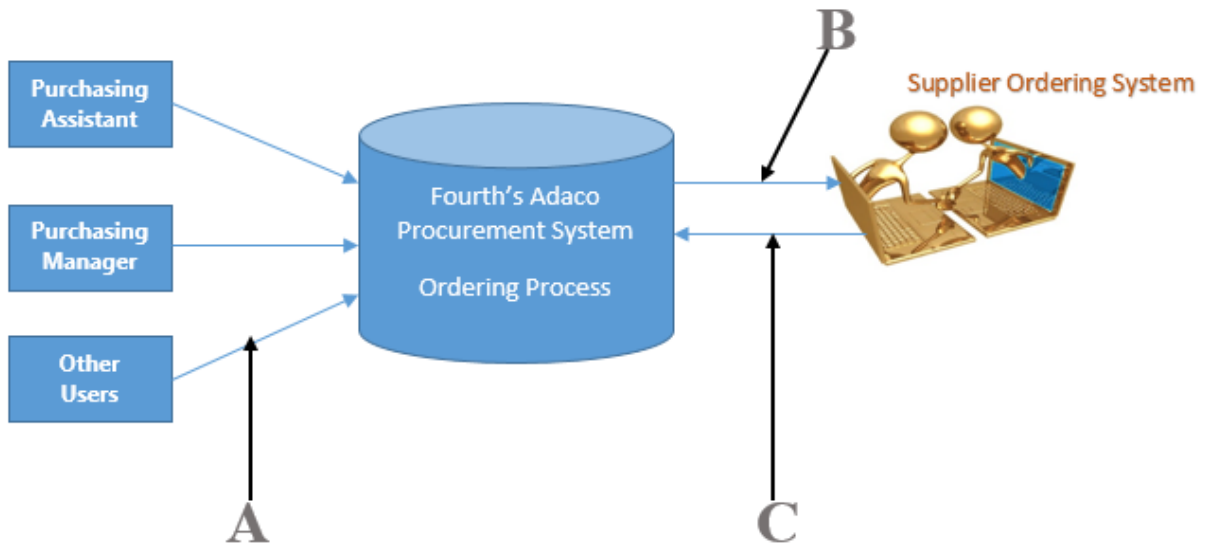 B
Supplier Ordering System
Purchasing
Assistant
Purchasing
Manager
Other
Users
Fourth's Adaco
Procurement System
Ordering Process
A
C